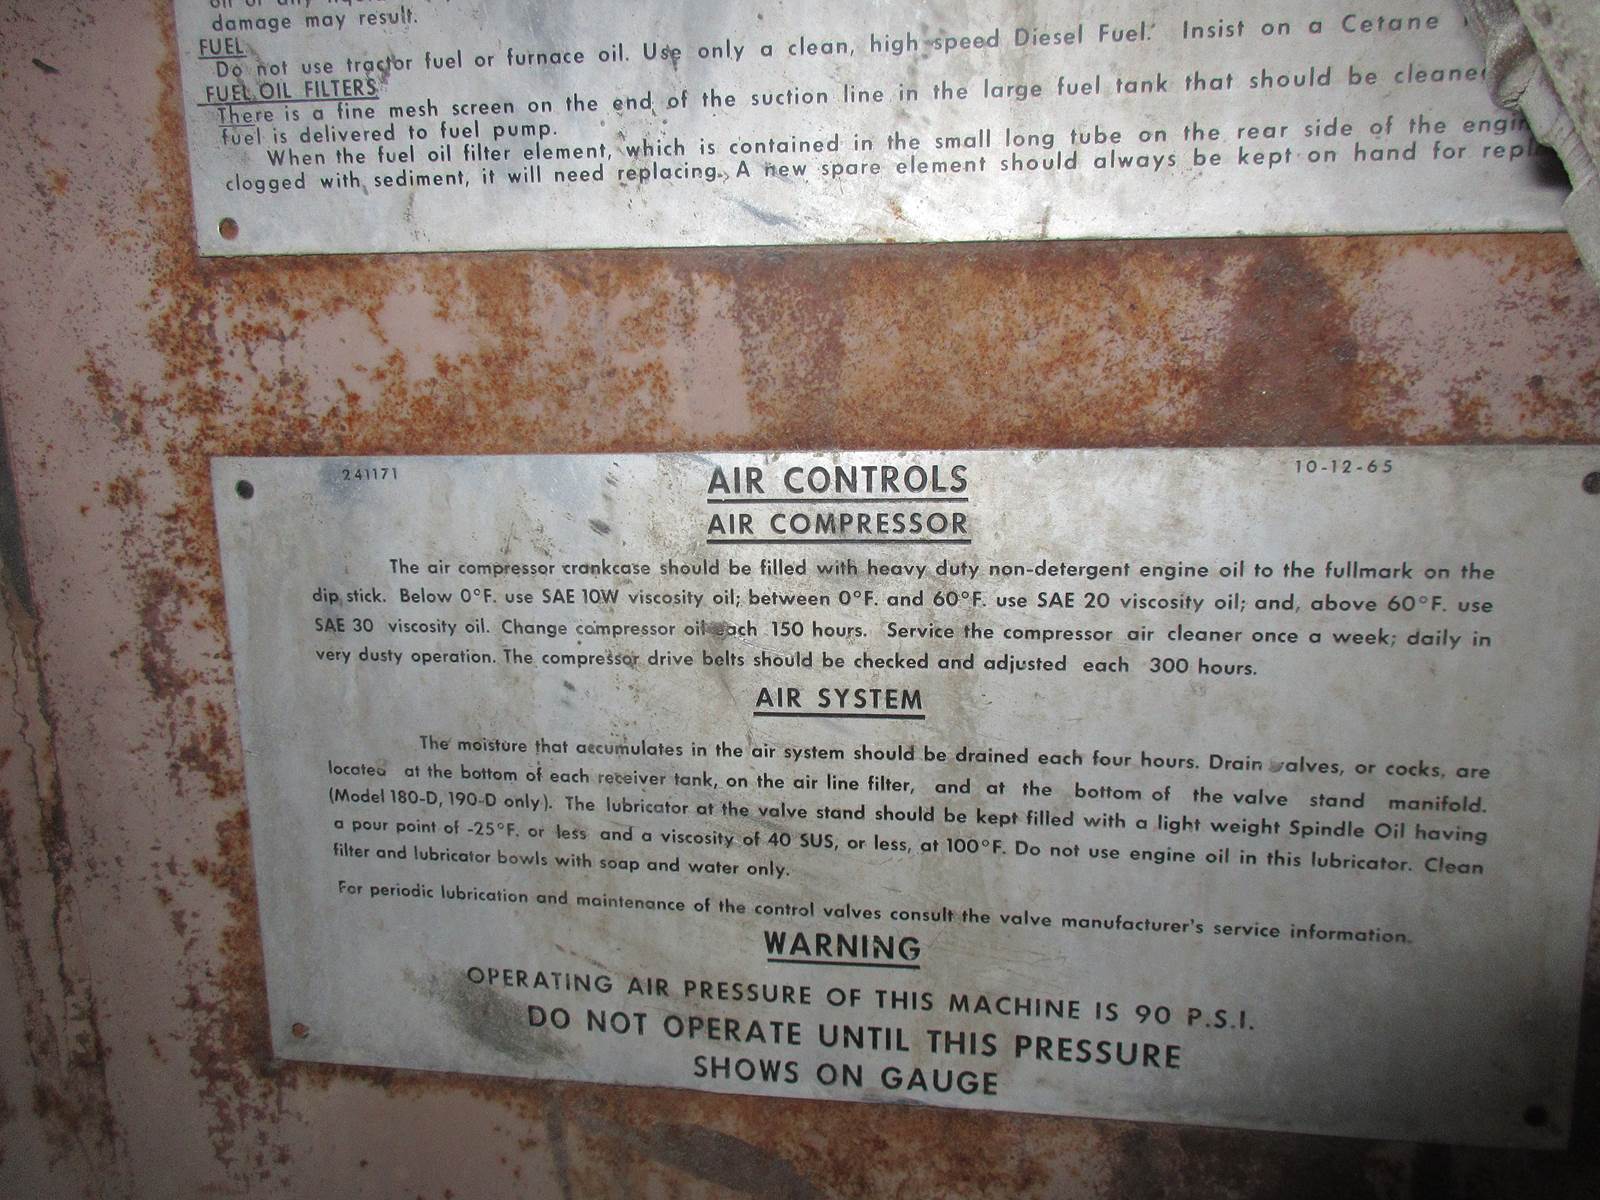 damage may result.
FUEL
Do not use tractor fuel or furnace oil. Use only a clean, high speed Diesel Fuel. Insist on a Cetane
FUEL OIL FILTERS
There is a fine mesh screen on the end of the suction line in the large fuel tank that should be
fuel is delivered to fuel pump.
When the fuel oil filter element, which is contained in the small long tube on the rear side of the
clogged with sediment, it will need replacing. A new spare element should always be kept on hand for
241171
10-12-65
AIR CONTROLS
AIR COMPRESSOR
The air compressor crankcase should be filled with heavy duty non-detergent engine oil to the fullmark on the
dip stick. Below 0°F. use SAE 10W viscosity oil; between 0°F. and 60°F. use SAE 20 viscosity oil; and, above 60°F. use
SAE 30 viscosity oil. Change compressor oil each 150 hours. Service the compressor air cleaner once a week; daily in
very dusty operation. The compressor drive belts should be checked and adjusted each 300 hours.
AIR SYSTEM
The moisture that accumulates in the air system should be drained each four hours. Drain valves, or cocks, are
located at the bottom of each receiver tank, on the air line filter, and at the bottom of the valve stand manifold.
(Model 180-D, 190-D only). The lubricator at the valve stand should be kept filled with a light weight Spindle Oil having
a pour point of -25°F. or less and a viscosity of 40 SUS, or less, at 100°F. Do not use engine oil in this lubricator. Clean
filter and lubricator bowls with soap and water only.
For periodic lubrication and maintenance of the control valves consult the valve manufacturer's service information.
WARNING
OPERATING AIR PRESSURE OF THIS MACHINE IS 90 P.S.I.
DO NOT OPERATE UNTIL THIS PRESSURE
SHOWS ON GAUGE